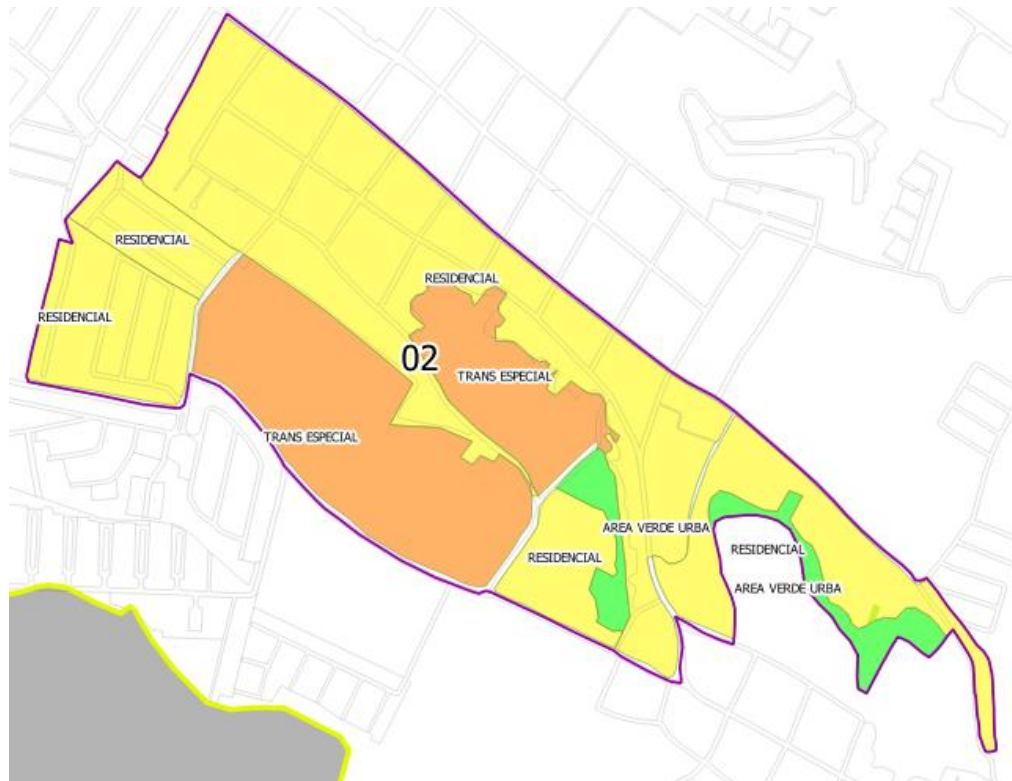 RESIDENCIAL
RESIDENCIAL
RESIDENCIAL
02
TRANS ESPECIAL
TRANS ESPECIAL
AREA VERDE URBA
RESIDENCIAL
RESIDENCIAL
AREA VERDE URBA